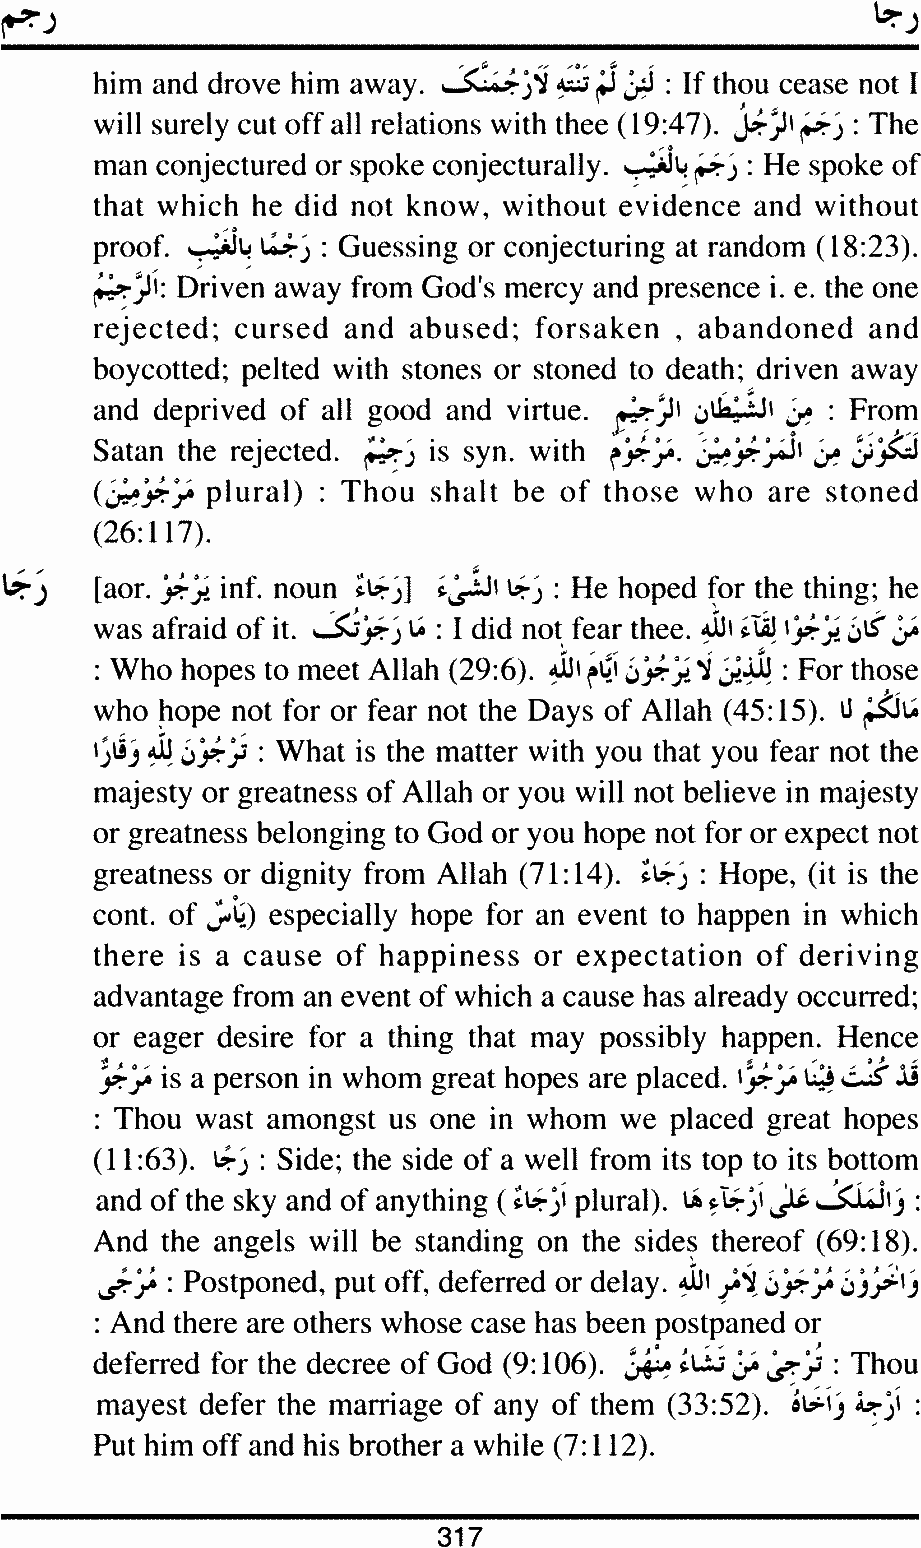 رجم رجا
him and drove him away. لَئِنْ لَّمْ تَنْتَهِ لَاَرْجُمَنَّكَ : If thou cease not I
will surely cut off all relations with thee (19:47). رَجَمَ الرَّجُلُ : The
man conjectured or spoke conjecturally. رَجَمَ بِالْغَيْبِ : He spoke of
that which he did not know, without evidence and without
proof. رَجْمًا بِالْغَيْبِ : Guessing or conjecturing at random (18:23).
اَلرَّجِيْمُ: Driven away from God's mercy and presence i. e. the one
rejected; cursed and abused; forsaken , abandoned and
boycotted; pelted with stones or stoned to death; driven away
and deprived of all good and virtue. مِنَ الشَّيْطَانِ الرَّجِيْمِ : From
Satan the rejected. رَجِيْمٌ is syn. with مَرْجُوْمٌ. لَتَكُوْنَنَّ مِنَ الْمَرْجُوْمِيْنَ
(مَرْجُوْمِيْنَ plural) : Thou shalt be of those who are stoned
(26:117).
رَجَا [aor. يَرْجُوْ inf. noun رَجَاءٌ] رَجَا الشَّيْءَ : He hoped for the thing; he
was afraid of it. مَا رَجَوْتُكَ : I did not fear thee. مَنْ كَانَ يَرْجُوْا لِقَآءَ اللّٰهِ
: Who hopes to meet Allah (29:6). لِلَّذِيْنَ لَا يَرْجُوْنَ اَيَّامَ اللّٰهِ : For those
who hope not for or fear not the Days of Allah (45:15). مَالَكُمْ لَا
تَرْجُوْنَ لِلّٰهِ وَقَارًا : What is the matter with you that you fear not the
majesty or greatness of Allah or you will not believe in majesty
or greatness belonging to God or you hope not for or expect not
greatness or dignity from Allah (71:14). رَجَاءٌ : Hope, (it is the
cont. of يَأْسٌ) especially hope for an event to happen in which
there is a cause of happiness or expectation of deriving
advantage from an event of which a cause has already occurred;
or eager desire for a thing that may possibly happen. Hence
مَرْجُوٌّ is a person in whom great hopes are placed. قَدْ كُنْتَ فِيْنَا مَرْجُوًّا
: Thou wast amongst us one in whom we placed great hopes
(11:63). رَجًا : Side; the side of a well from its top to its bottom
and of the sky and of anything (اَرْجَاءٌ plural). وَالْمَلَكُ عَلٰى اَرْجَآءِهَا :
And the angels will be standing on the sides thereof (69:18).
مُرْجًى : Postponed, put off, deferred or delay. وَاٰخَرُوْنَ مُرْجَوْنَ لِاَمْرِ اللّٰهِ
: And there are others whose case has been postpaned or
deferred for the decree of God (9:106). تُرْجِىْ مَنْ تَشَاءُ مِنْهُنَّ : Thou
mayest defer the marriage of any of them (33:52). اَرْجِهْ وَاَخَاهُ :
Put him off and his brother a while (7:112).
317